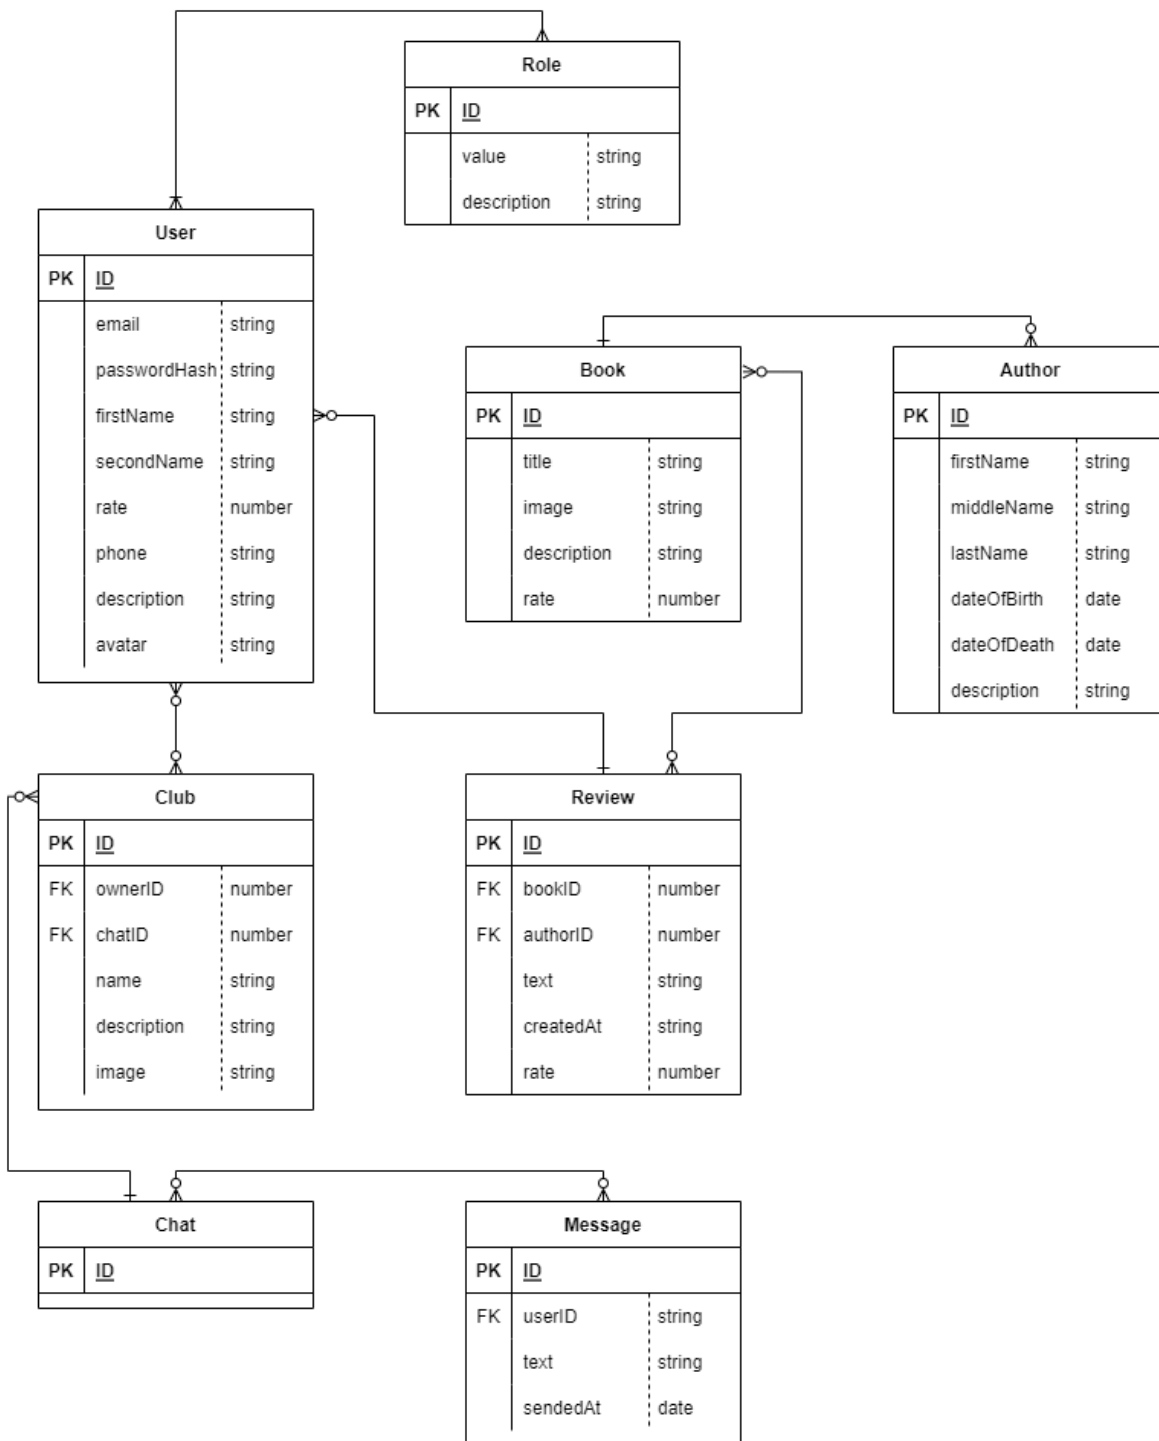 Role
PK ID
value string
description string
User
PK ID
email string
passwordHash string
firstName string
secondName string
rate number
phone string
description string
avatar string
Book
PK ID
title string
image string
description string
rate number
Author
PK ID
firstName string
middleName string
lastName string
dateOfBirth date
dateOfDeath date
description string
Club
PK ID
FK ownerID number
FK chatID number
name string
description string
image string
Review
PK ID
FK bookID number
FK authorID number
text string
createdAt string
rate number
Chat
PK ID
Message
PK ID
FK userID string
text string
sendedAt date